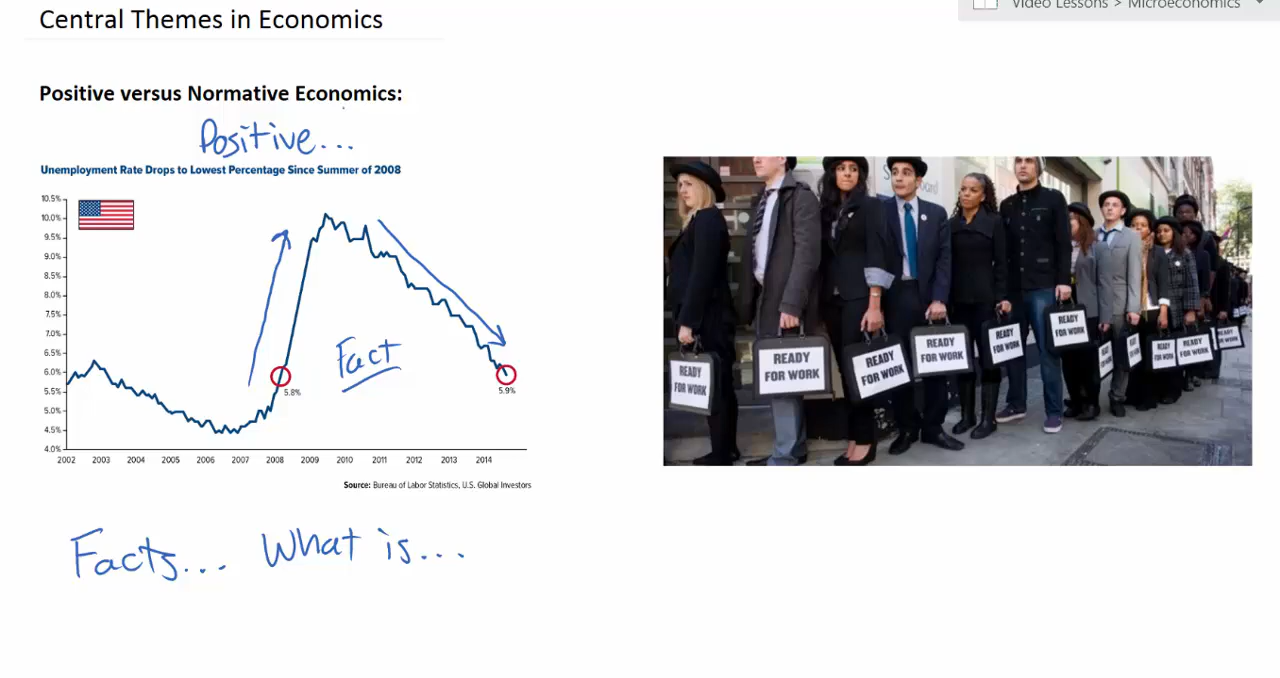 Central Themes in Economics
Video Lessons > Microeconomics
Positive versus Normative Economics:
Positive...
Unemployment Rate Drops to Lowest Percentage Since Summer of 2008
10.5%
10.0%
9.5%
9.0%
8.5%
8.0%
7.5%
7.0%
6.5%
6.0%
5.5%
5.0%
4.5%
4.0%
Fact
5.8%
5.9%
2002 2003 2004 2005 2006 2007 2008 2009 2010 2011 2012 2013 2014
Source: Bureau of Labor Statistics, U.S. Global Investors
Facts... What is...
READY
FOR WORK
READY
FOR WORK
READY
FOR WORK
READY
FOR WORK
READY
FOR WORK
READY
FOR WORK
READY
FOR WORK
READY
FOR WORK